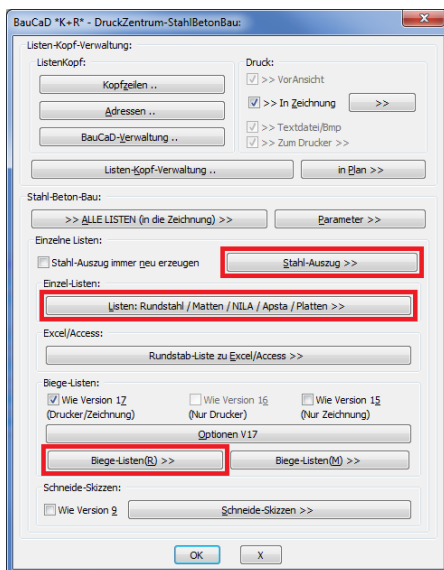 BauCaD *K+R* - DruckZentrum-StahlBetonBau:
Listen-Kopf-Verwaltung:
ListenKopf:
Kopfzeilen ..
Adressen ..
BauCaD-Verwaltung ..
Druck:
>> VorAnsicht
>> In Zeichnung
>>
>> Textdatei/Bmp
>> Zum Drucker >>
Listen-Kopf-Verwaltung ..
in Plan >>
Stahl-Beton-Bau:
>> ALLE LISTEN (in die Zeichnung) >>
Parameter >>
Einzelne Listen:
Stahl-Auszug immer neu erzeugen
Stahl-Auszug >>
Einzel-Listen:
Listen: Rundstahl / Matten / NILA / Apsta / Platten >>
Excel/Access:
Rundstab-Liste zu Excel/Access >>
Biege-Listen:
Wie Version 17
(Drucker/Zeichnung)
Wie Version 16
(Nur Drucker)
Wie Version 15
(Nur Zeichnung)
Optionen V17
Biege-Listen(R) >>
Biege-Listen(M) >>
Schneide-Skizzen:
Wie Version 9
Schneide-Skizzen >>
OK
X